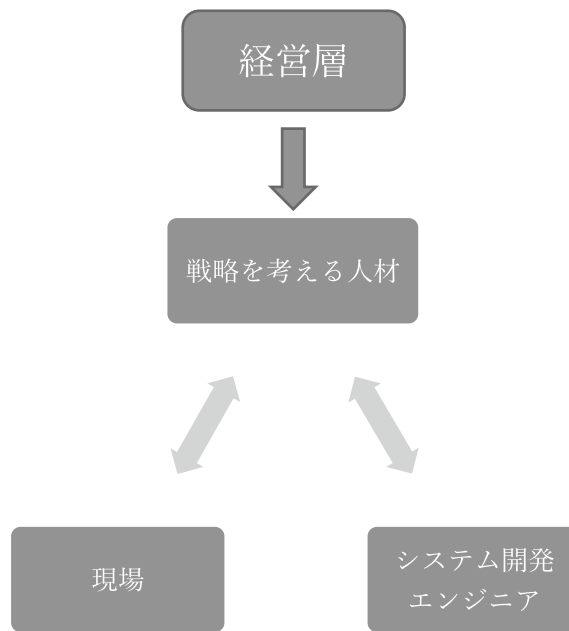 経営層
戦略を考える人材
現場
システム開発
エンジニア